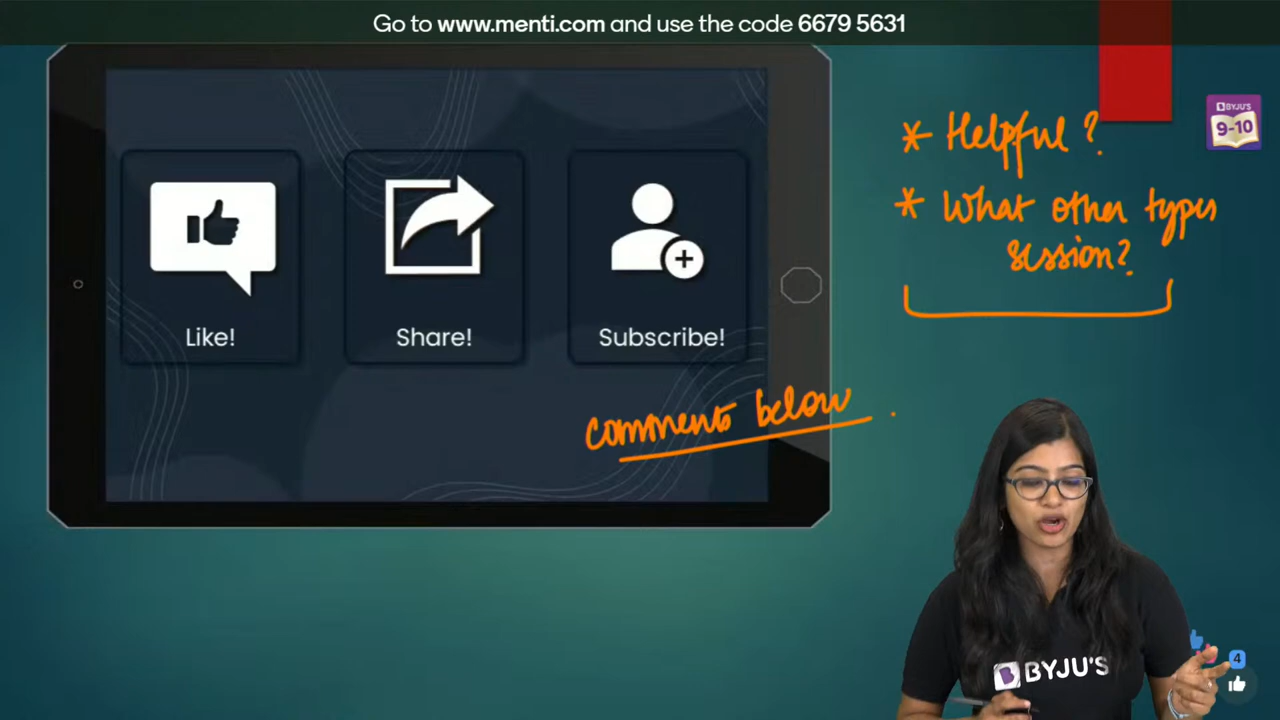 Go to www.menti.com and use the code 6679 5631
BYJU'S
9-10
* Helpful?
* What other types
session?
Like!
Share!
Subscribe!
comments below
BYJU'S
4